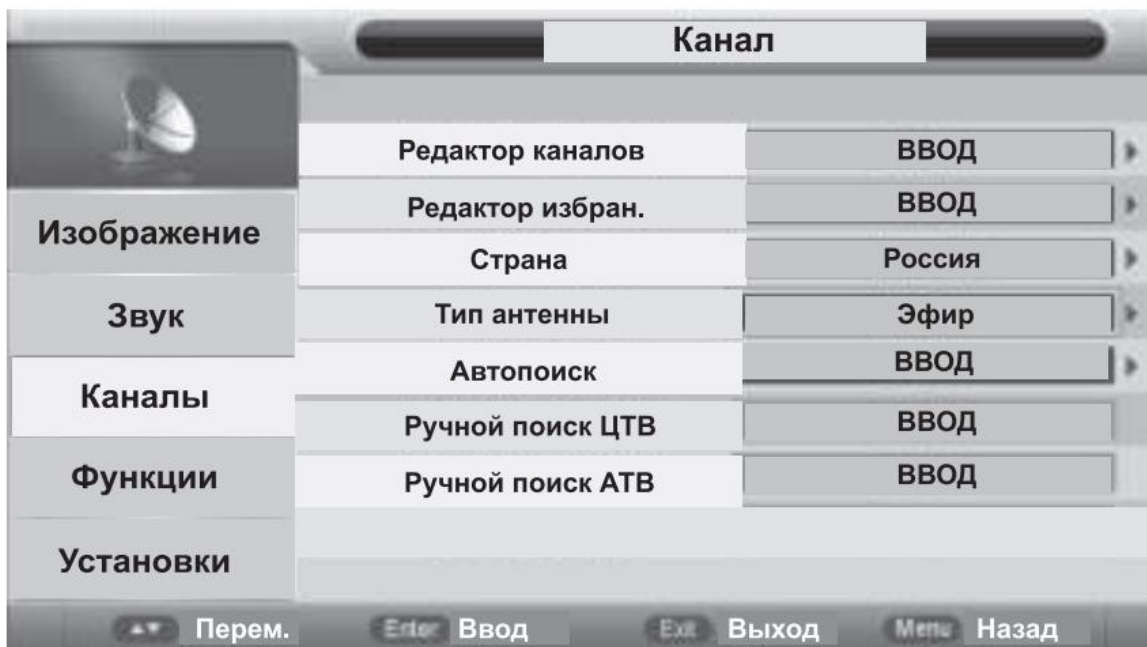 Канал
Редактор каналов ВВОД
Редактор избран. ВВОД
Страна Россия
Тип антенны Эфир
Автопоиск ВВОД
Ручной поиск ЦТВ ВВОД
Ручной поиск АТВ ВВОД
Изображение
Звук
Каналы
Функции
Установки
Перем. Enter Ввод Exit Выход Menu Назад